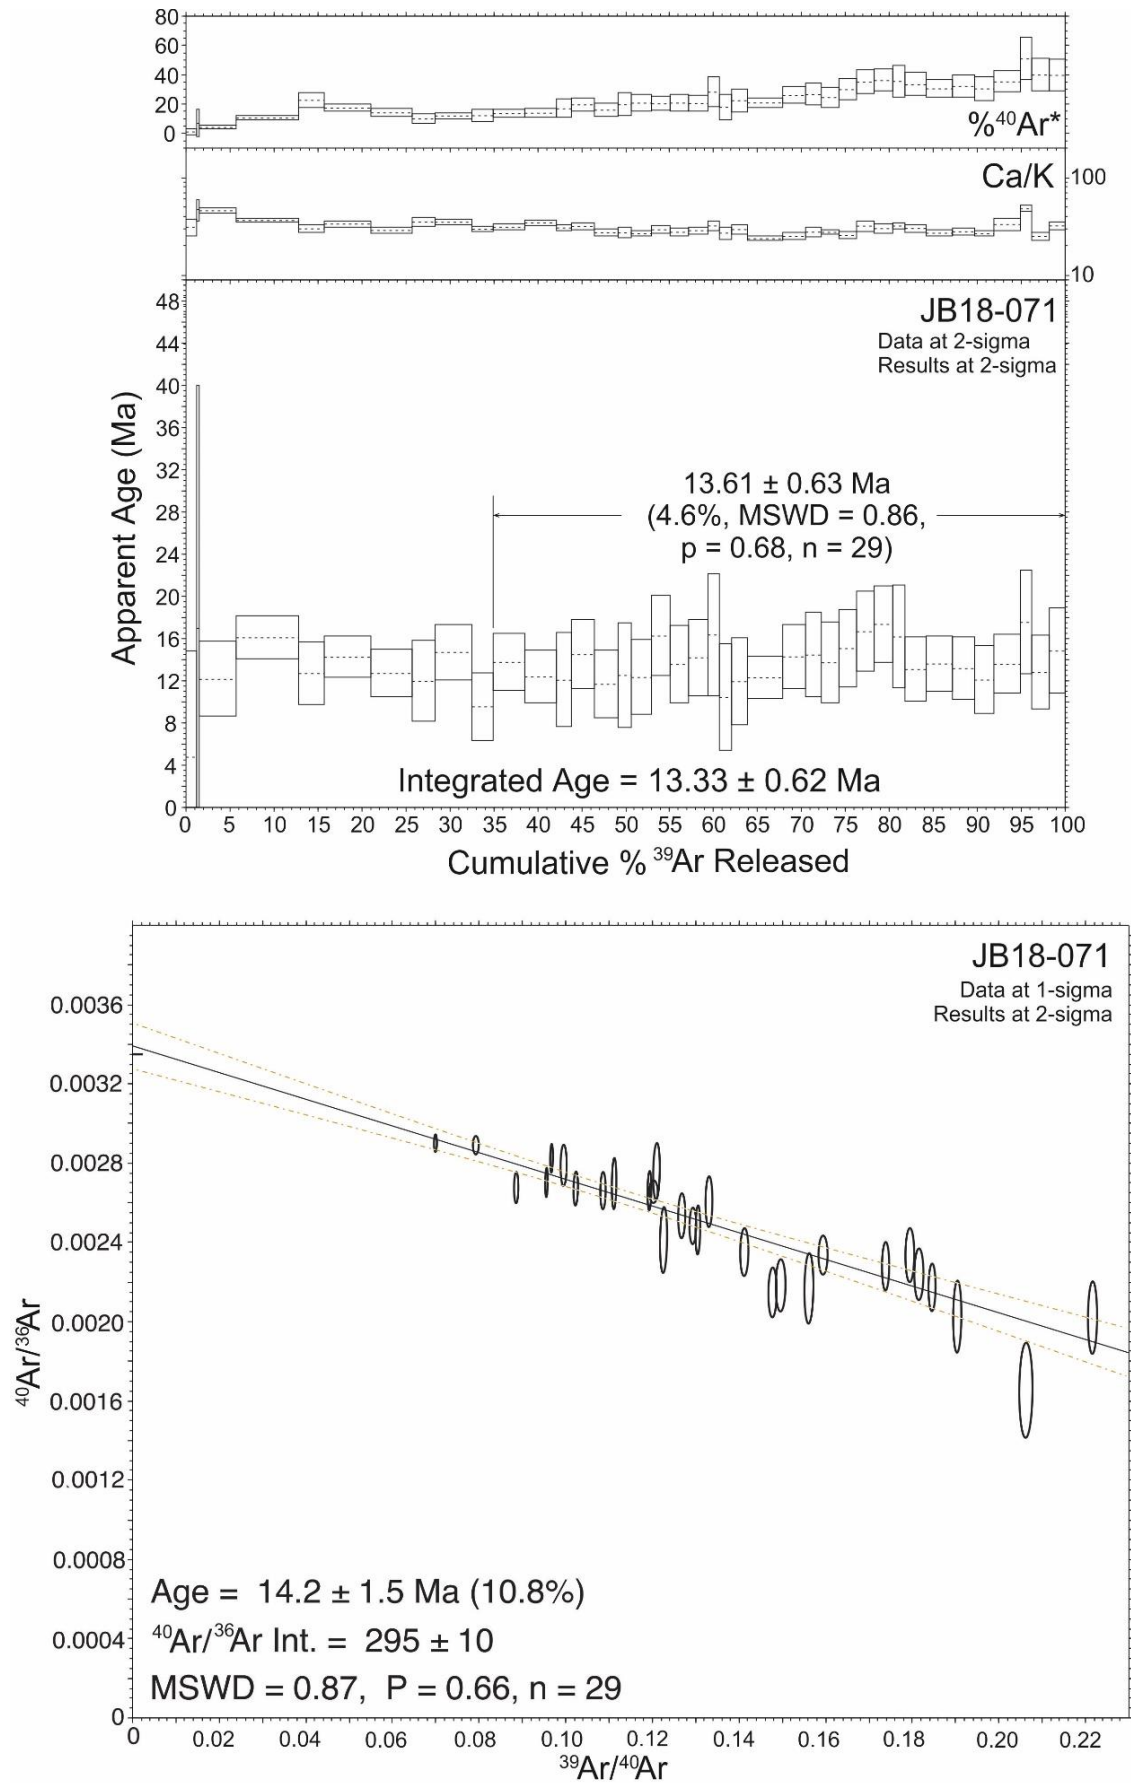 80
60
40
20
0
%⁴⁰Ar*
Ca/K
100
10
JB18-071
Data at 2-sigma
Results at 2-sigma
48
44
40
36
32
28
24
20
16
12
8
4
0
Apparent Age (Ma)
13.61 ± 0.63 Ma
(4.6%, MSWD = 0.86,
p = 0.68, n = 29)
Integrated Age = 13.33 ± 0.62 Ma
0 5 10 15 20 25 30 35 40 45 50 55 60 65 70 75 80 85 90 95 100
Cumulative % ³⁹Ar Released
JB18-071
Data at 1-sigma
Results at 2-sigma
0.0036
0.0032
0.0028
0.0024
0.0020
0.0016
0.0012
0.0008
0.0004
0
⁴⁰Ar/³⁶Ar
Age = 14.2 ± 1.5 Ma (10.8%)
⁴⁰Ar/³⁶Ar Int. = 295 ± 10
MSWD = 0.87, P = 0.66, n = 29
0 0.02 0.04 0.06 0.08 0.10 0.12 0.14 0.16 0.18 0.20 0.22
³⁹Ar/⁴⁰Ar